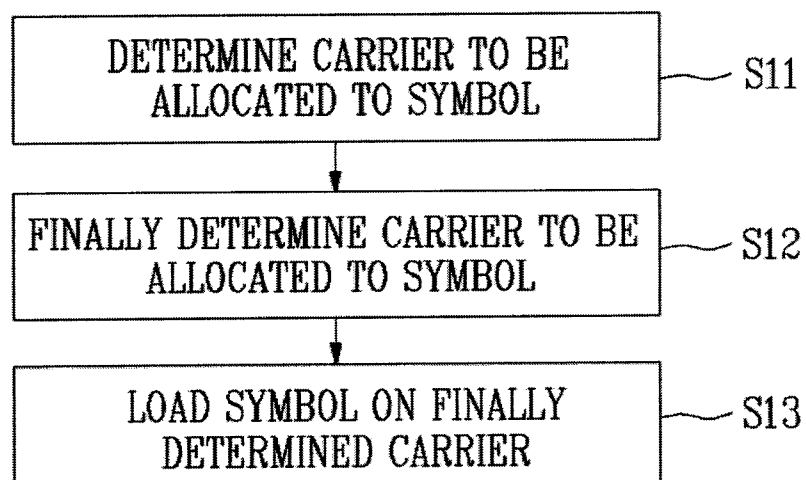 DETERMINE CARRIER TO BE
ALLOCATED TO SYMBOL
S11
FINALLY DETERMINE CARRIER TO BE
ALLOCATED TO SYMBOL
S12
LOAD SYMBOL ON FINALLY
DETERMINED CARRIER
S13